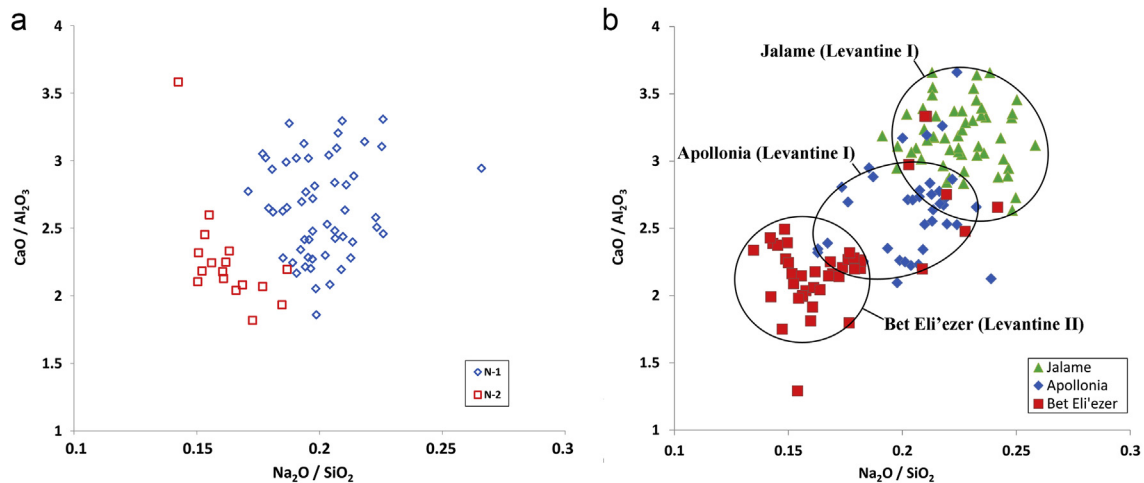 a
CaO / Al₂O₃
4
3.5
3
2.5
2
1.5
1
0.1
0.15
0.2
0.25
0.3
Na₂O / SiO₂
N-1
N-2
b
CaO / Al₂O₃
4
3.5
3
2.5
2
1.5
1
0.1
0.15
0.2
0.25
0.3
Na₂O / SiO₂
Jalame (Levantine I)
Apollonia (Levantine I)
Bet Eli'ezer (Levantine II)
Jalame
Apollonia
Bet Eli'ezer